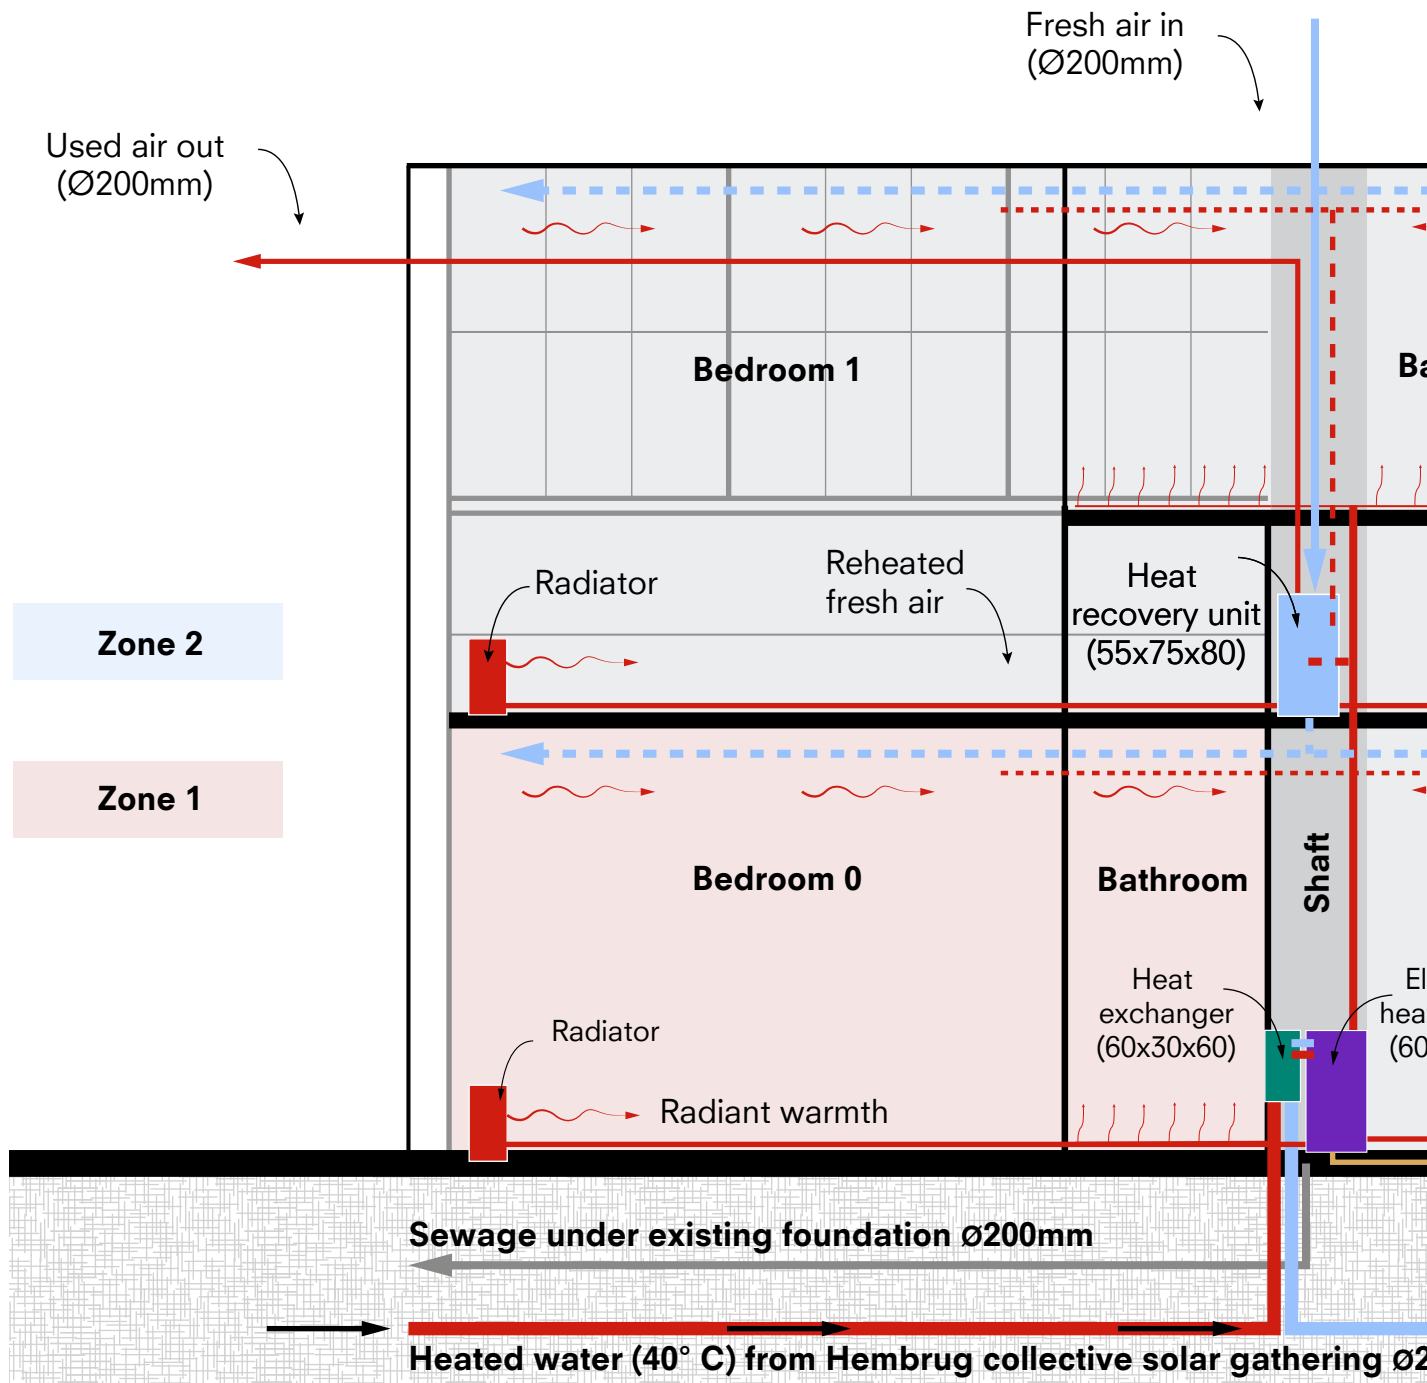 Fresh air in
(Ø200mm)
Used air out
(Ø200mm)
Bedroom 1
Radiator
Reheated
fresh air
Heat
recovery unit
(55x75x80)
Zone 2
Zone 1
Bedroom 0
Bathroom
Shaft
Heat
exchanger
(60x30x60)
Radiator
Radiant warmth
Sewage under existing foundation Ø200mm
Heated water (40° C) from Hembrug collective solar gathering